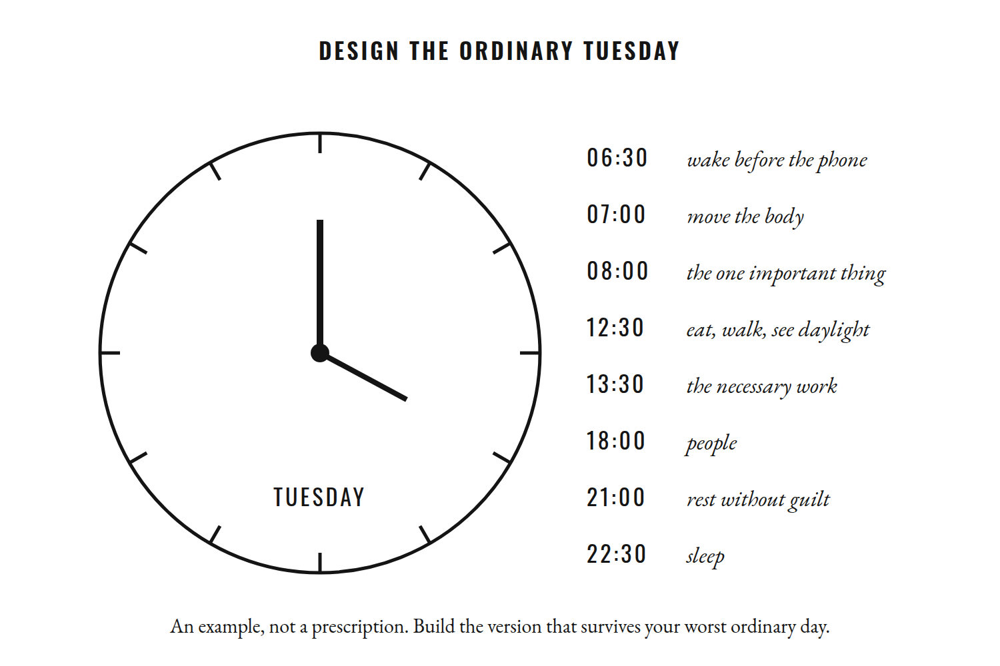 DESIGN THE ORDINARY TUESDAY
TUESDAY
06:30 wake before the phone
07:00 move the body
08:00 the one important thing
12:30 eat, walk, see daylight
13:30 the necessary work
18:00 people
21:00 rest without guilt
22:30 sleep
An example, not a prescription. Build the version that survives your worst ordinary day.